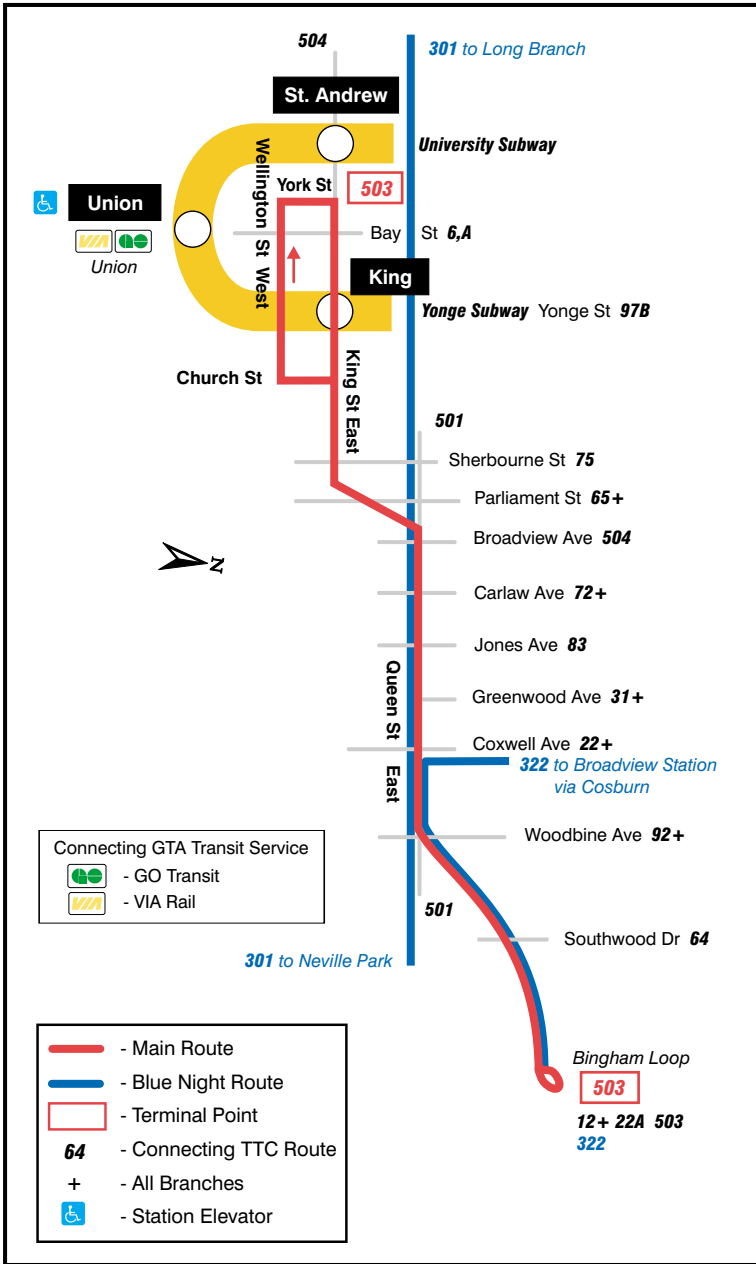 504
301 to Long Branch
St. Andrew
University Subway
Wellington St West
York St
503
Union
VIA
GO
Union
Bay St 6,A
King
Yonge Subway Yonge St 97B
Church St
King St East
501
Sherbourne St 75
Parliament St 65+
Broadview Ave 504
N
Carlaw Ave 72+
Jones Ave 83
Queen St East
Greenwood Ave 31+
Coxwell Ave 22+
322 to Broadview Station
via Cosburn
Woodbine Ave 92+
Connecting GTA Transit Service
GO - GO Transit
VIA - VIA Rail
501
Southwood Dr 64
301 to Neville Park
- Main Route
- Blue Night Route
- Terminal Point
64 - Connecting TTC Route
+ - All Branches
- Station Elevator
Bingham Loop
503
12+ 22A 503
322